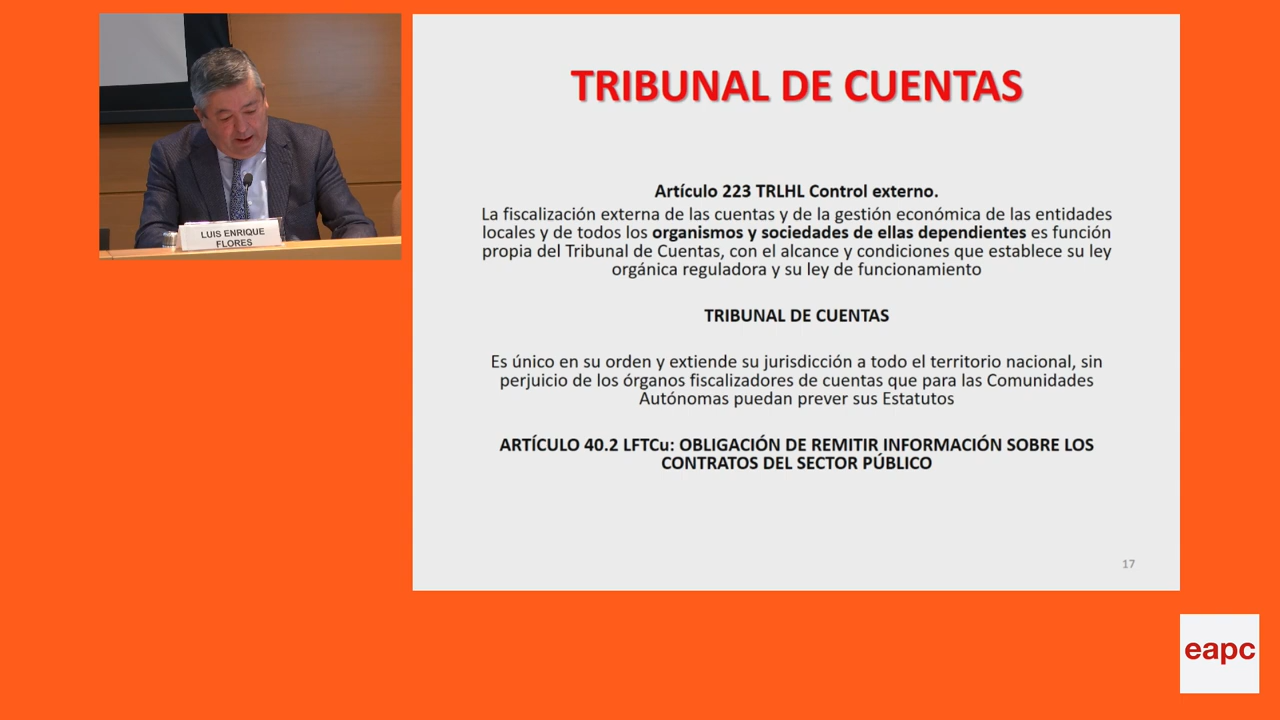 LUIS ENRIQUE
FLORES
TRIBUNAL DE CUENTAS
Artículo 223 TRLHL Control externo.
La fiscalización externa de las cuentas y de la gestión económica de las entidades
locales y de todos los organismos y sociedades de ellas dependientes es función
propia del Tribunal de Cuentas, con el alcance y condiciones que establece su ley
orgánica reguladora y su ley de funcionamiento
TRIBUNAL DE CUENTAS
Es único en su orden y extiende su jurisdicción a todo el territorio nacional, sin
perjuicio de los órganos fiscalizadores de cuentas que para las Comunidades
Autónomas puedan prever sus Estatutos
ARTÍCULO 40.2 LFTCu: OBLIGACIÓN DE REMITIR INFORMACIÓN SOBRE LOS
CONTRATOS DEL SECTOR PÚBLICO
17
eapc